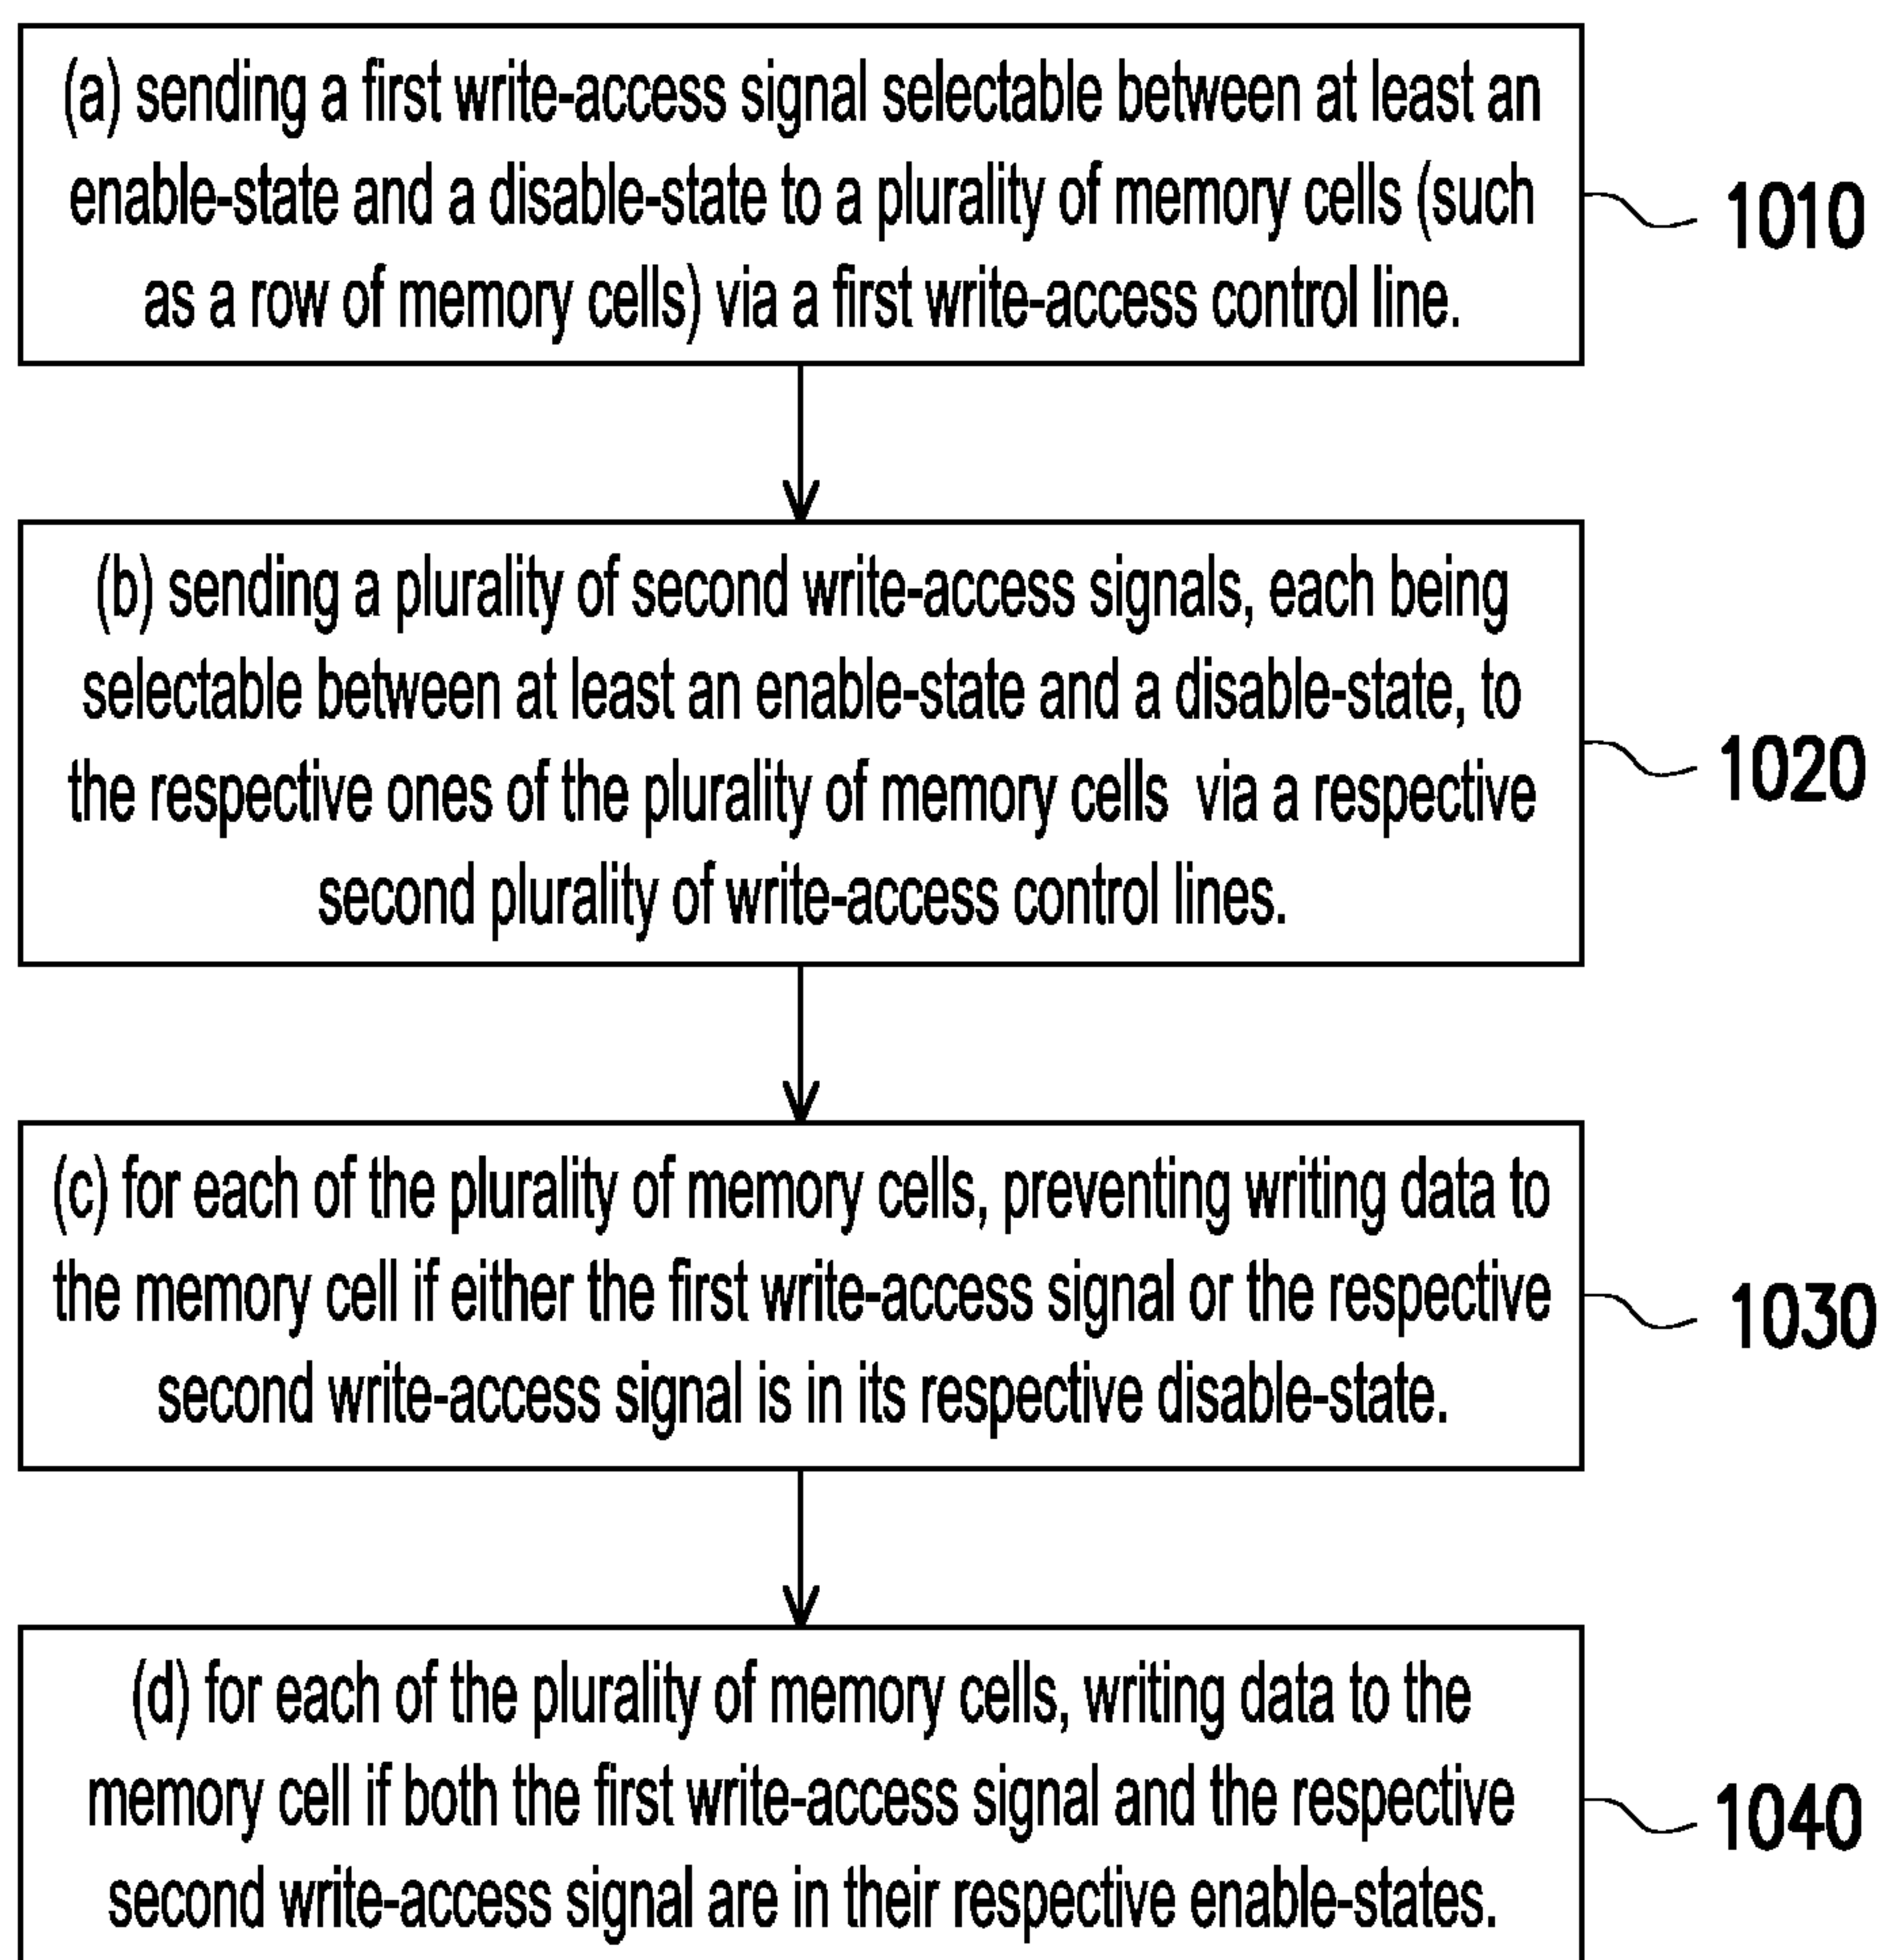 (a) sending a first write-access signal selectable between at least an
enable-state and a disable-state to a plurality of memory cells (such
as a row of memory cells) via a first write-access control line.
1010
(b) sending a plurality of second write-access signals, each being
selectable between at least an enable-state and a disable-state, to
the respective ones of the plurality of memory cells via a respective
second plurality of write-access control lines.
1020
(c) for each of the plurality of memory cells, preventing writing data to
the memory cell if either the first write-access signal or the respective
second write-access signal is in its respective disable-state.
1030
(d) for each of the plurality of memory cells, writing data to the
memory cell if both the first write-access signal and the respective
second write-access signal are in their respective enable-states.
1040